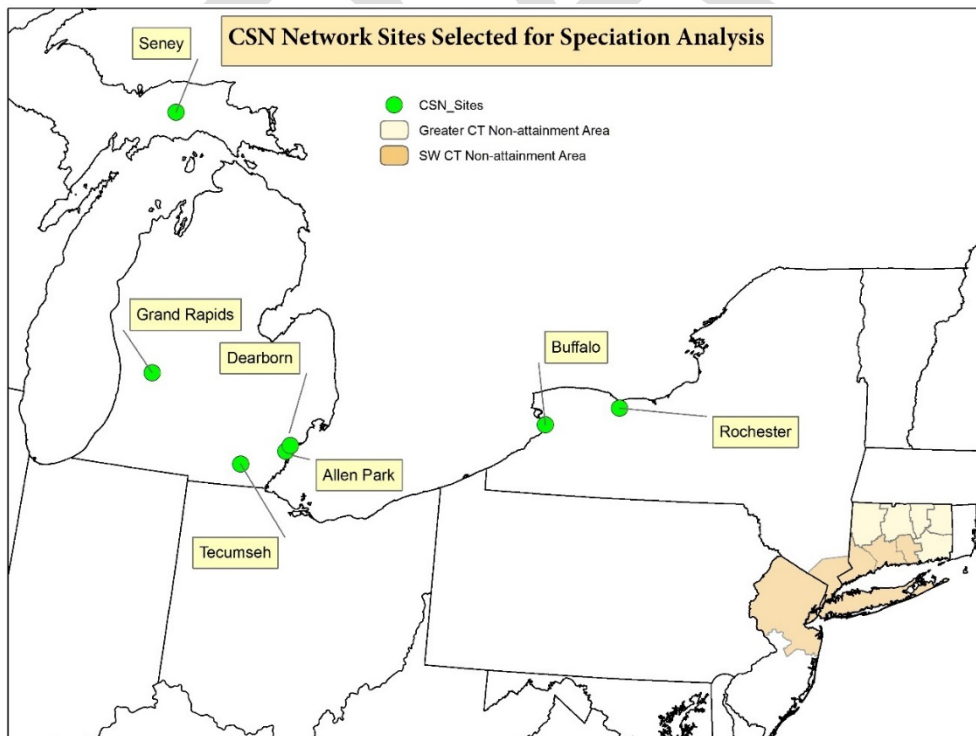 CSN Network Sites Selected for Speciation Analysis
Seney
CSN_Sites
Greater CT Non-attainment Area
SW CT Non-attainment Area
Grand Rapids
Dearborn
Buffalo
Rochester
Allen Park
Tecumseh